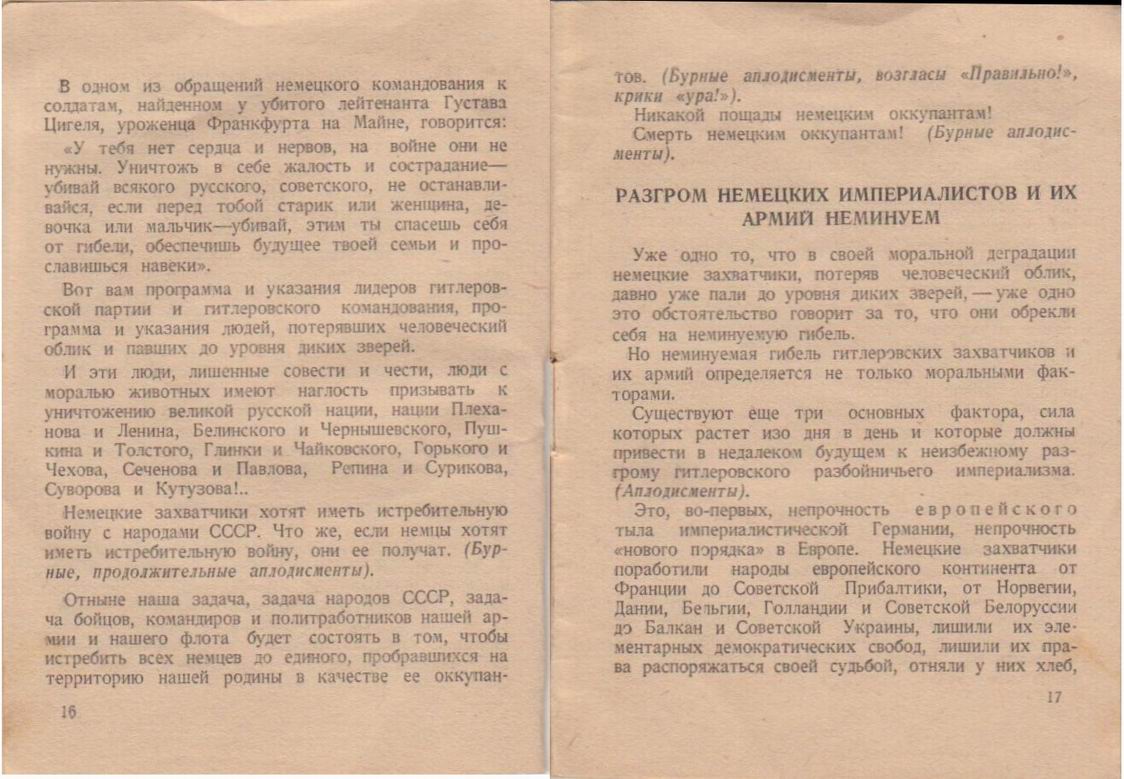 В одном из обращений немецкого командования к
солдатам, найденном у убитого лейтенанта Густава
Цигеля, уроженца Франкфурта на Майне, говорится:
«У тебя нет сердца и нервов, на войне они не
нужны. Уничтожъ в себе жалость и сострадание—
убивай всякого русского, советского, не останавли-
вайся, если перед тобой старик или женщина, де-
вочка или мальчик—убивай, этим ты спасешь себя
от гибели, обеспечишь будущее твоей семьи и про-
славишься навеки».
Вот вам программа и указания лидеров гитлеров-
ской партии и гитлеровского командования, про-
грамма и указания людей, потерявших человеческий
облик и павших до уровня диких зверей.
И эти люди, лишенные совести и чести, люди с
моралью животных имеют наглость призывать к
уничтожению великой русской нации, нации Плеха-
нова и Ленина, Белинского и Чернышевского, Пуш-
кина и Толстого, Глинки и Чайковского, Горького и
Чехова, Сеченова и Павлова, Репина и Сурикова,
Суворова и Кутузова!..
Немецкие захватчики хотят иметь истребительную
войну с народами СССР. Что же, если немцы хотят
иметь истребительную войну, они ее получат. (Бур-
ные, продолжительные аплодисменты).
Отныне наша задача, задача народов СССР, зада-
ча бойцов, командиров и политработников нашей ар-
мии и нашего флота будет состоять в том, чтобы
истребить всех немцев до единого, пробравшихся на
территорию нашей родины в качестве ее оккупан-
16
тов. (Бурные аплодисменты, возгласы «Правильно!»,
крики «ура!»).
Никакой пощады немецким оккупантам!
Смерть немецким оккупантам! (Бурные аплодис-
менты).
РАЗГРОМ НЕМЕЦКИХ ИМПЕРИАЛИСТОВ И ИХ
АРМИЙ НЕМИНУЕМ
Уже одно то, что в своей моральной деградации
немецкие захватчики, потеряв человеческий облик,
давно уже пали до уровня диких зверей, — уже одно
это обстоятельство говорит за то, что они обрекли
себя на неминуемую гибель.
Но неминуемая гибель гитлеровских захватчиков и
их армий определяется не только моральными фак-
торами.
Существуют еще три основных фактора, сила
которых растет изо дня в день и которые должны
привести в недалеком будущем к неизбежному раз-
грому гитлеровского разбойничьего империализма.
(Аплодисменты).
Это, во-первых, непрочность европейского
тыла империалистической Германии, непрочность
«нового порядка» в Европе. Немецкие захватчики
поработили народы европейского континента от
Франции до Советской Прибалтики, от Норвегии,
Дании, Бельгии, Голландии и Советской Белоруссии
до Балкан и Советской Украины, лишили их эле-
ментарных демократических свобод, лишили их пра-
ва распоряжаться своей судьбой, отняли у них хлеб,
17